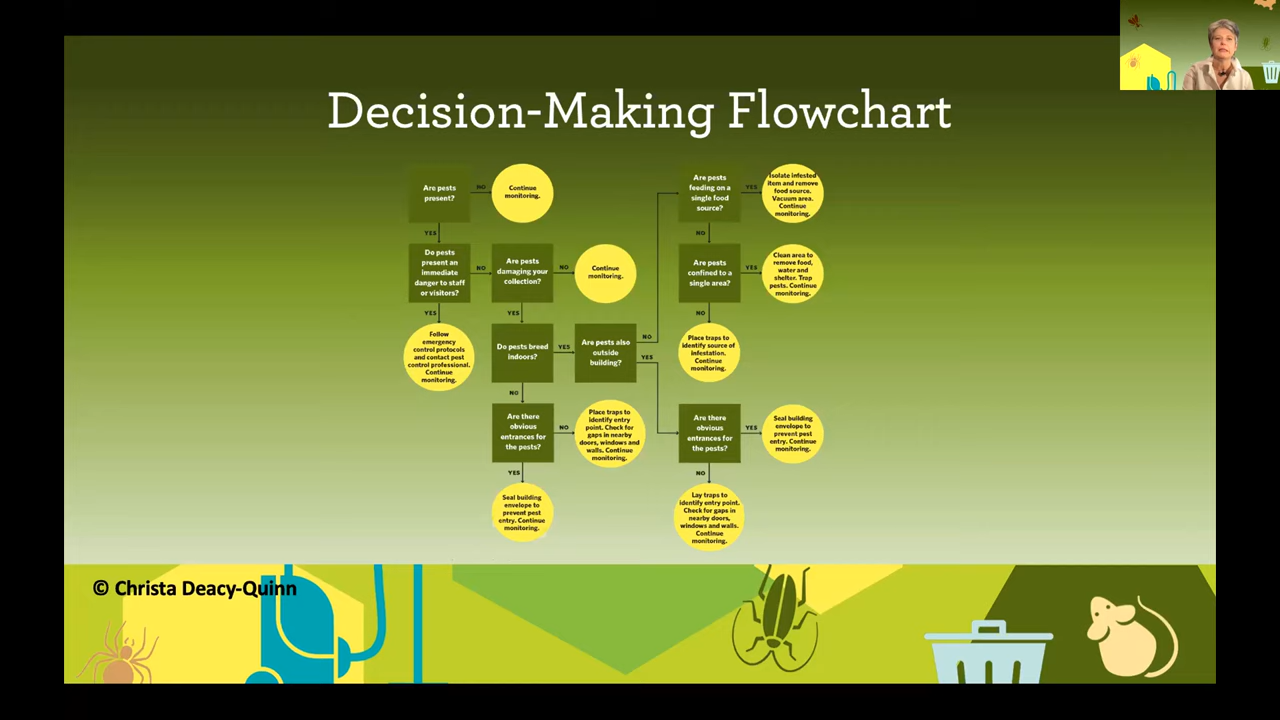 Decision-Making Flowchart
Are pests
present?
NO
Continue
monitoring.
YES
Do pests
present an
immediate
danger to staff
or visitors?
NO
Are pests
damaging your
collection?
NO
Continue
monitoring.
YES
Follow
emergency
control protocols
and contact pest
control professional.
Continue
monitoring.
YES
Do pests breed
indoors?
YES
Are pests also
outside
building?
NO
YES
NO
Are there
obvious
entrances for
the pests?
NO
Place traps to
identify entry
point. Check for
gaps in nearby
doors, windows and
walls. Continue
monitoring.
YES
Seal building
envelope to
prevent pest
entry. Continue
monitoring.
Are pests
feeding on a
single food
source?
YES
Isolate infested
item and remove
food source.
Vacuum area.
Continue
monitoring.
NO
Are pests
confined to a
single area?
YES
Clean area to
remove food,
water and
shelter. Trap
pests. Continue
monitoring.
NO
Place traps to
identify source of
infestation.
Continue
monitoring.
Are there
obvious
entrances for
the pests?
YES
Seal building
envelope to
prevent pest
entry. Continue
monitoring.
NO
Lay traps to
identify entry point.
Check for gaps in
nearby doors,
windows and walls.
Continue
monitoring.
© Christa Deacy-Quinn